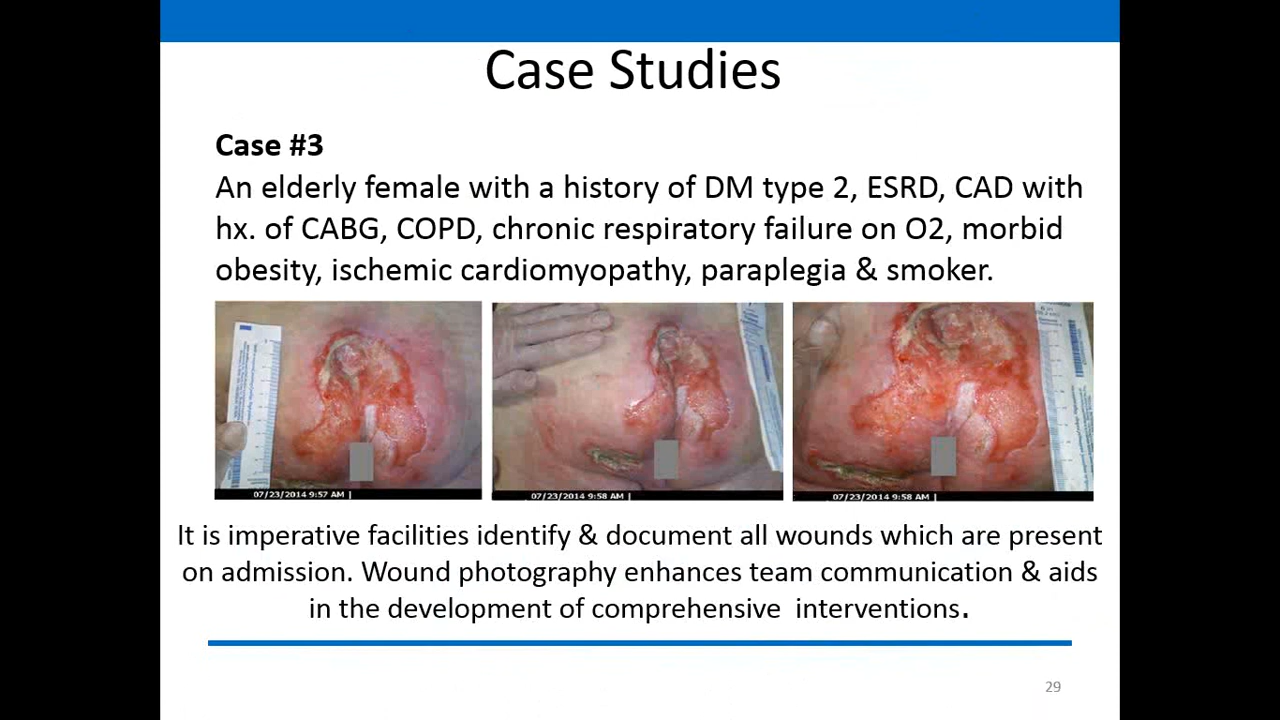 Case Studies
Case #3
An elderly female with a history of DM type 2, ESRD, CAD with
hx. of CABG, COPD, chronic respiratory failure on O2, morbid
obesity, ischemic cardiomyopathy, paraplegia & smoker.
07/23/2014 9:57 AM |
07/23/2014 9:58 AM |
07/23/2014 9:58 AM |
It is imperative facilities identify & document all wounds which are present
on admission. Wound photography enhances team communication & aids
in the development of comprehensive interventions.
29